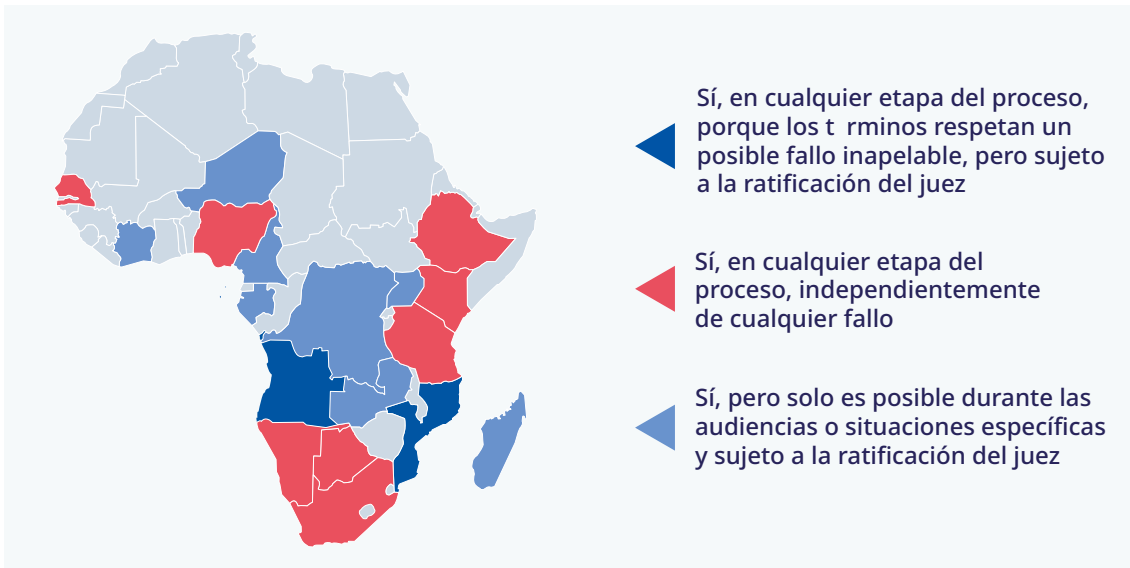 Sí, en cualquier etapa del proceso,
porque los t rminos respetan un
posible fallo inapelable, pero sujeto
a la ratificación del juez
Sí, en cualquier etapa del
proceso, independientemente
de cualquier fallo
Sí, pero solo es posible durante las
audiencias o situaciones específicas
y sujeto a la ratificación del juez